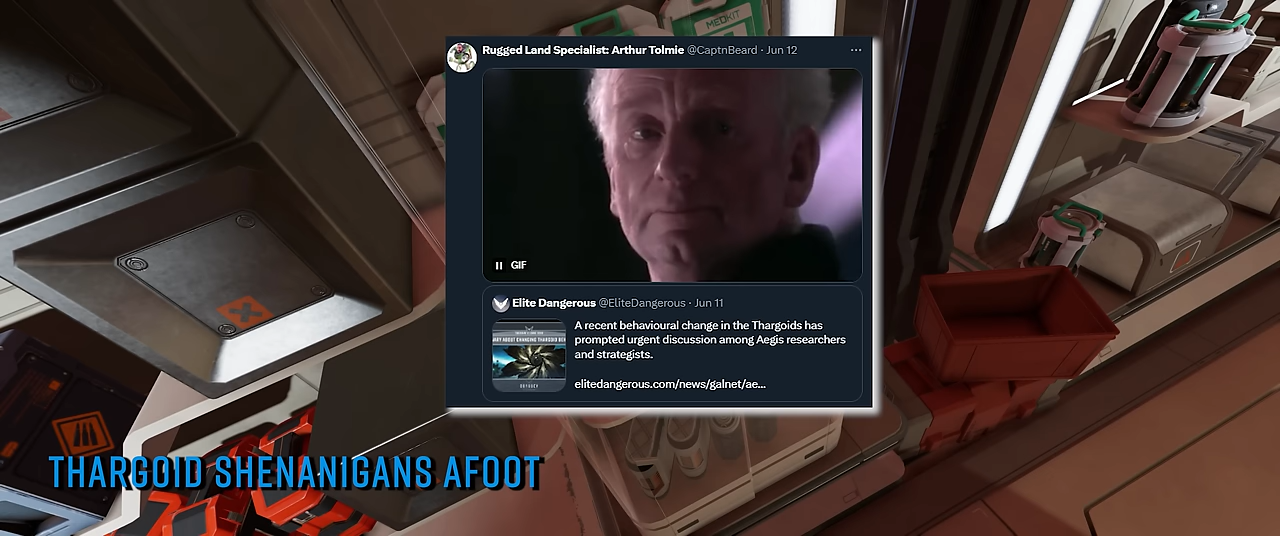 MEDKIT
Rugged Land Specialist: Arthur Tolmie @CaptnBeard · Jun 12
GIF
Elite Dangerous @EliteDangerous · Jun 11
A recent behavioural change in the Thargoids has
prompted urgent discussion among Aegis researchers
and strategists.
elitedangerous.com/news/galnet/ae...
ODYSSEY
THARGOID SHENANIGANS AFOOT